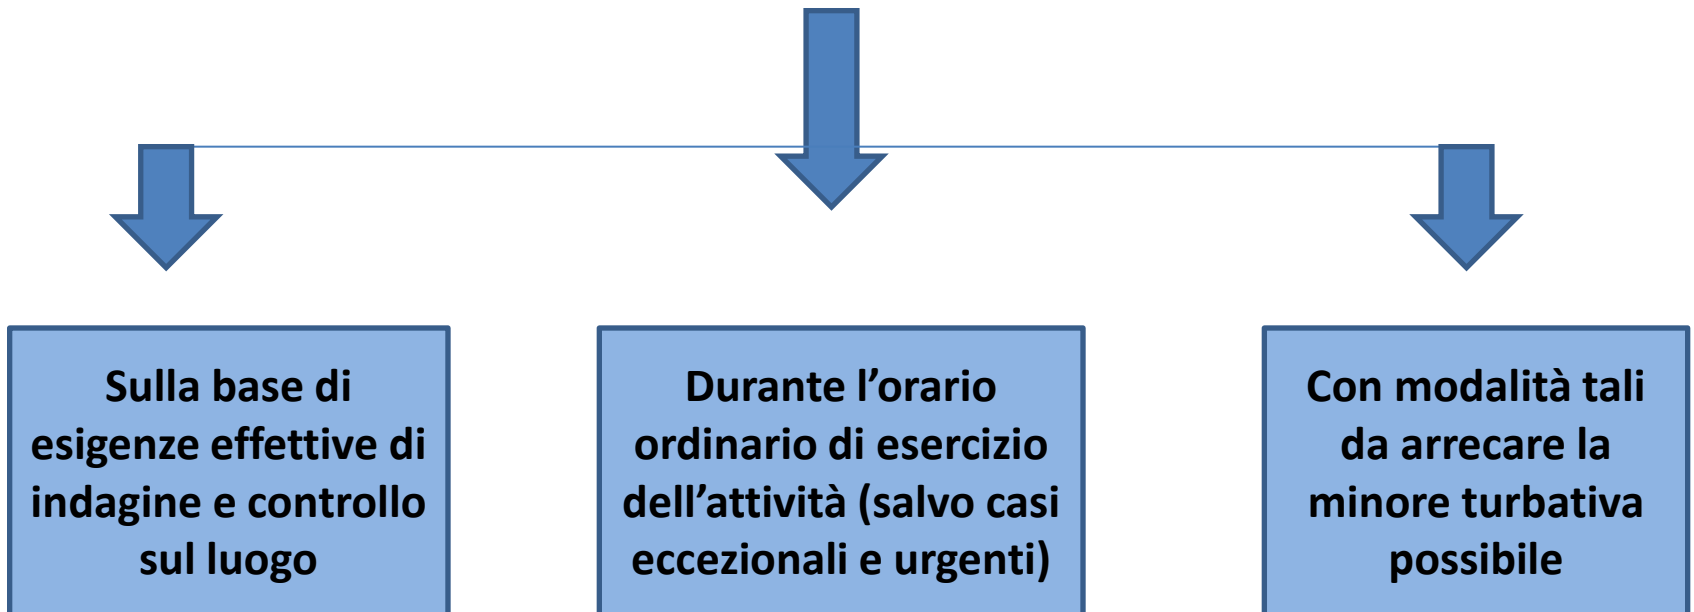 Sulla base di
esigenze effettive di
indagine e controllo
sul luogo
Durante l’orario
ordinario di esercizio
dell’attività (salvo casi
eccezionali e urgenti)
Con modalità tali
da arrecare la
minore turbativa
possibile